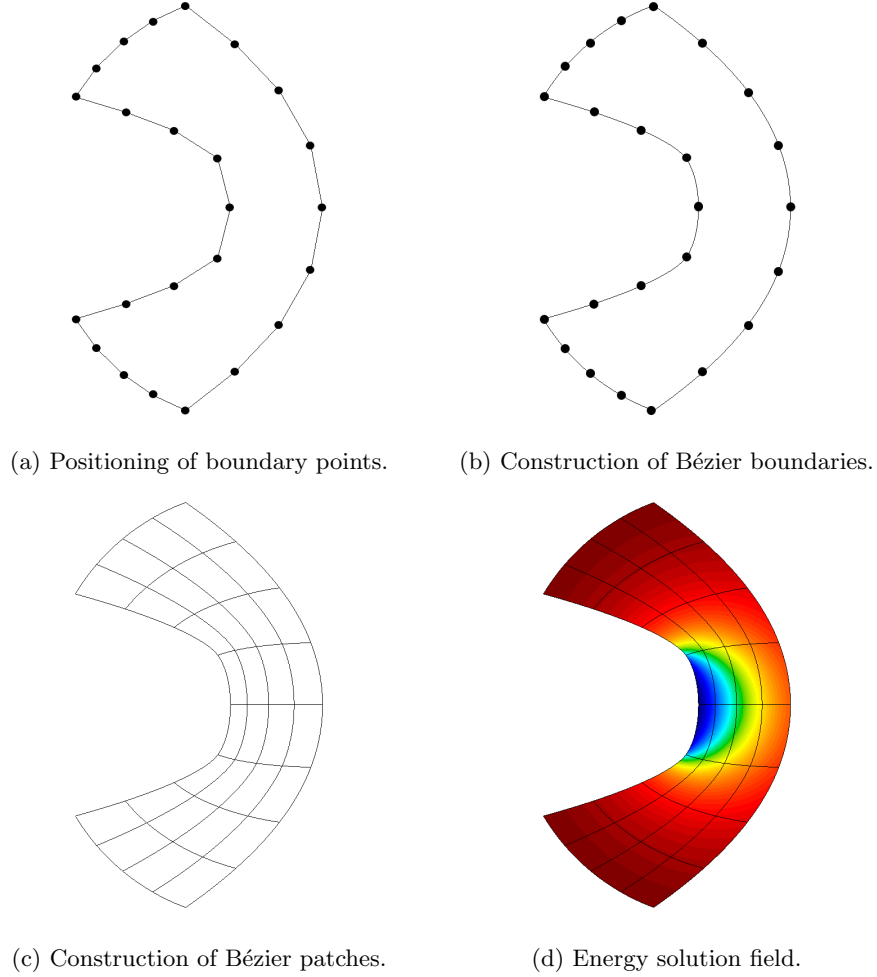 (a) Positioning of boundary points.
(b) Construction of Bézier boundaries.
(c) Construction of Bézier patches.
(d) Energy solution field.